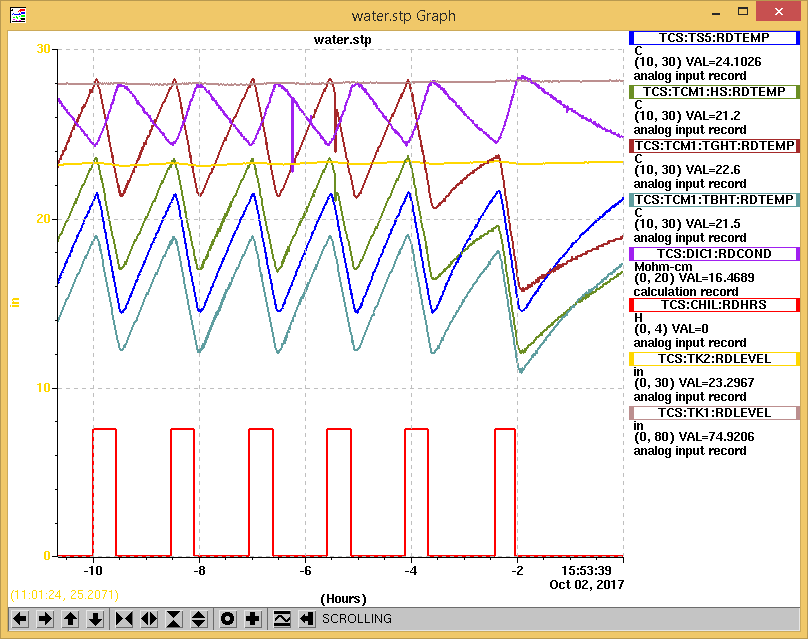 water.stp Graph
water.stp
30
20
10
0
in
-10
-8
-6
-4
-2
15:53:39
Oct 02, 2017
(Hours)
(11:01:24, 25.2071)
TCS:TS5:RDTEMP
C
(10, 30) VAL=24.1026
analog input record
TCS:TCM1:HS:RDTEMP
C
(10, 30) VAL=21.2
analog input record
TCS:TCM1:TGHT:RDTEMP
C
(10, 30) VAL=22.6
analog input record
TCS:TCM1:TBHT:RDTEMP
C
(10, 30) VAL=21.5
analog input record
TCS:DIC1:RDCOND
Mohm-cm
(0, 20) VAL=16.4689
calculation record
TCS:CHIL:RDHRS
H
(0, 4) VAL=0
analog input record
TCS:TK2:RDLEVEL
in
(0, 30) VAL=23.2967
analog input record
TCS:TK1:RDLEVEL
in
(0, 80) VAL=74.9206
analog input record
SCROLLING